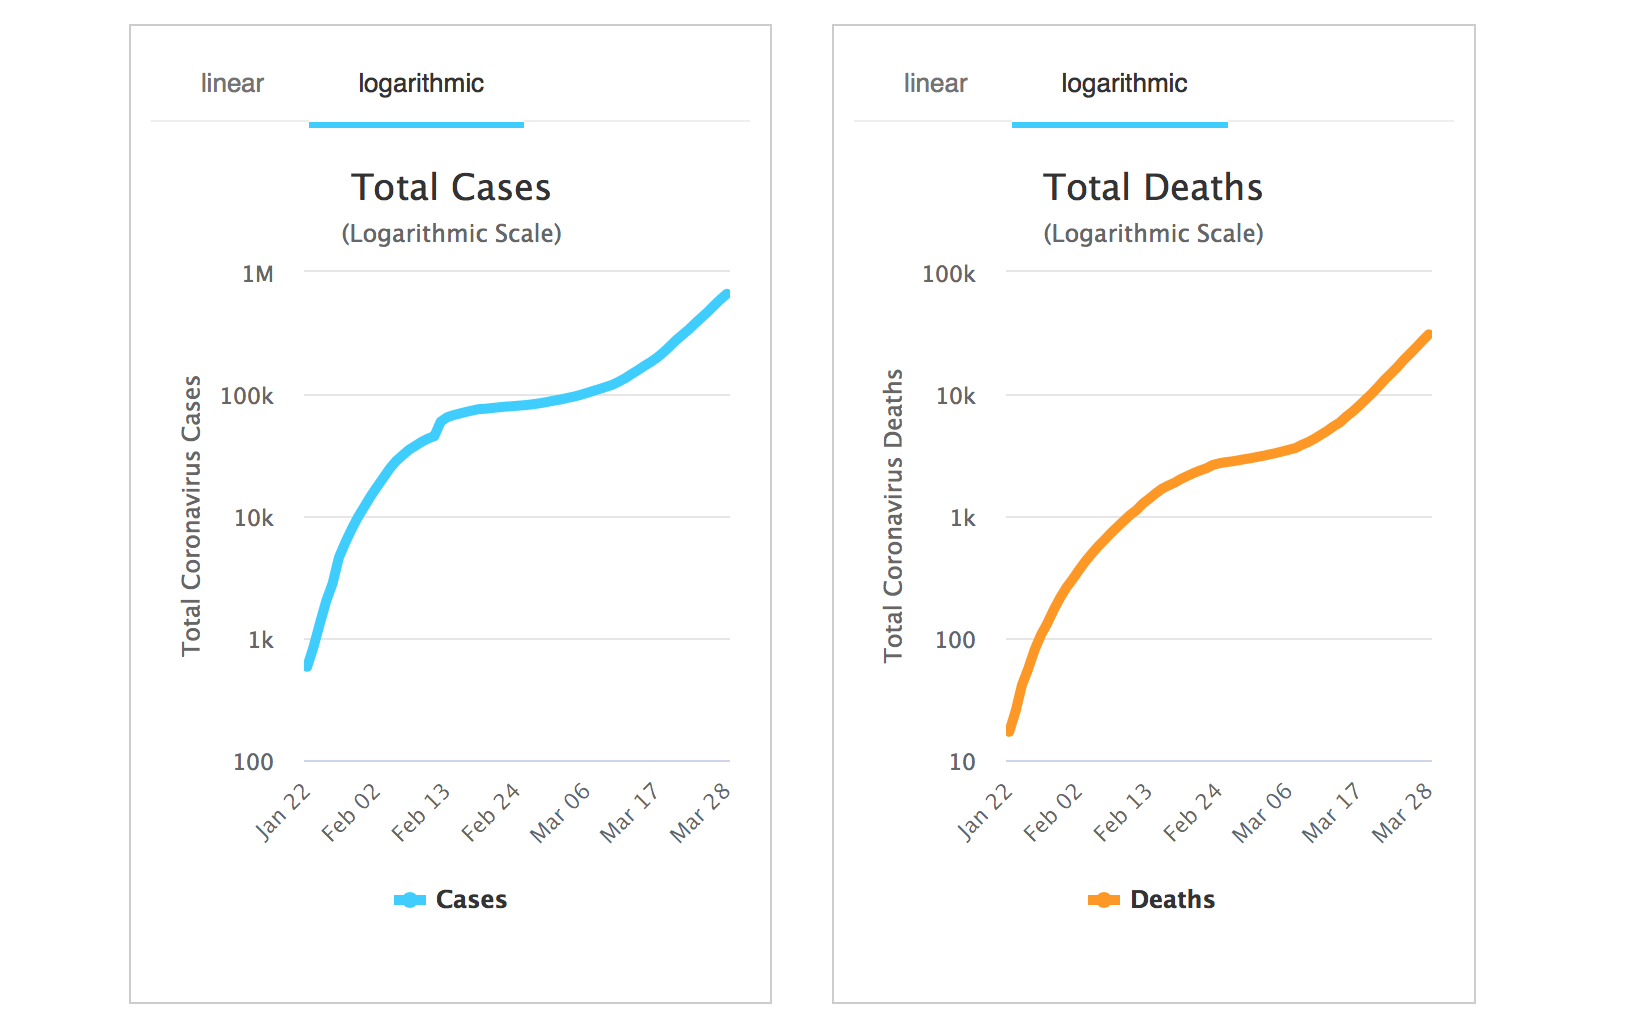 linear logarithmic
Total Cases
(Logarithmic Scale)
Total Coronavirus Cases
1M
100k
10k
1k
100
Jan 22 Feb 02 Feb 13 Feb 24 Mar 06 Mar 17 Mar 28
Cases
linear logarithmic
Total Deaths
(Logarithmic Scale)
Total Coronavirus Deaths
100k
10k
1k
100
10
Jan 22 Feb 02 Feb 13 Feb 24 Mar 06 Mar 17 Mar 28
Deaths